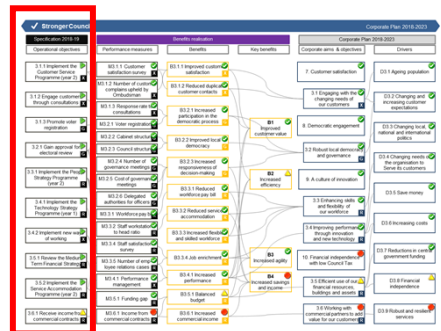 StrongerCouncil
Corporate Plan 2018-2023
Specification 2018-19
Benefits realisation
Corporate Plan 2018-2023
Operational objectives
Performance measures
Benefits
Key benefits
Corporate aims & objectives
Drivers
3.1.1 Implement the
Customer Service
Programme (year 2)
3.1.2 Engage customers
through consultations
3.1.3 Promote voter
registration
3.2.1 Gain approval for
electoral review
3.3.1 Implement the People
Strategy Programme
(year 2)
3.4.1 Implement the
Technology Strategy
Programme (year 1)
3.4.2 Implement new ways
of working
3.5.1 Review the Medium
Term Financial Strategy
3.5.2 Implement the
Service Accommodation
Programme (year 2)
3.6.1 Receive income from
commercial contracts
M3.1.1 Customer
satisfaction survey
M3.1.2 Number of customer
complaints upheld by
Ombudsman
M3.1.3 Response rate to
consultations
M3.2.1 Voter registration
M3.2.2 Cabinet structure
M3.2.3 Council structure
M3.2.4 Number of
governance meetings
M3.2.5 Cost of governance
meetings
M3.2.6 Delegated
authorities for officers
M3.3.1 Workforce pay bill
M3.3.2 Staff workstation
to head ratio
M3.3.4 Staff satisfaction
survey
M3.3.5 Number of emp-
loyee relations cases
M3.4.1 Performance
management
M3.5.1 Funding gap
M3.6.1 Income from
commercial contracts
B3.1.1 Improved customer
satisfaction
B3.1.2 Reduced duplicate
customer contacts
B3.2.1 Increased
participation in the
democratic process
B3.2.2 Improved local
democracy
B3.2.3 Increased
responsiveness of
decision-making
B3.3.1 Reduced
workforce pay bill
B3.3.2 Reduced service
accommodation
B3.3.3 Increased flexible
and skilled workforce
B3.3.4 Job enrichment
B3.4.1 Increased
performance
B3.5.1 Balanced
budget
B3.6.1 Increased
commercial income
B1
Improved
customer value
B2
Increased
efficiency
B3
Increased agility
B4
Increased savings
and income
7. Customer satisfaction
3.1 Engaging with the
changing needs of
our customers
8. Democratic engagement
3.2 Robust local democracy
and governance
9. A culture of innovation
3.3 Enhancing skills
and flexibility of
our workforce
3.4 Improving performance
through innovation
and new technology
10. Financial independence
with low Council Tax
3.5 Efficient use of our
financial resources,
buildings and assets
3.6 Working with
commercial partners to add
value for our customers
D3.1 Ageing population
D3.2 Changing and
increasing customer
expectations
D3.3 Changing local,
national and international
politics
D3.4 Changing needs of
the organisation to
Serve its customers
D3.5 Save money
D3.6 Increasing costs
D3.7 Reductions in central
government funding
D3.8 Financial
independence
D3.9 Robust and resilient
services